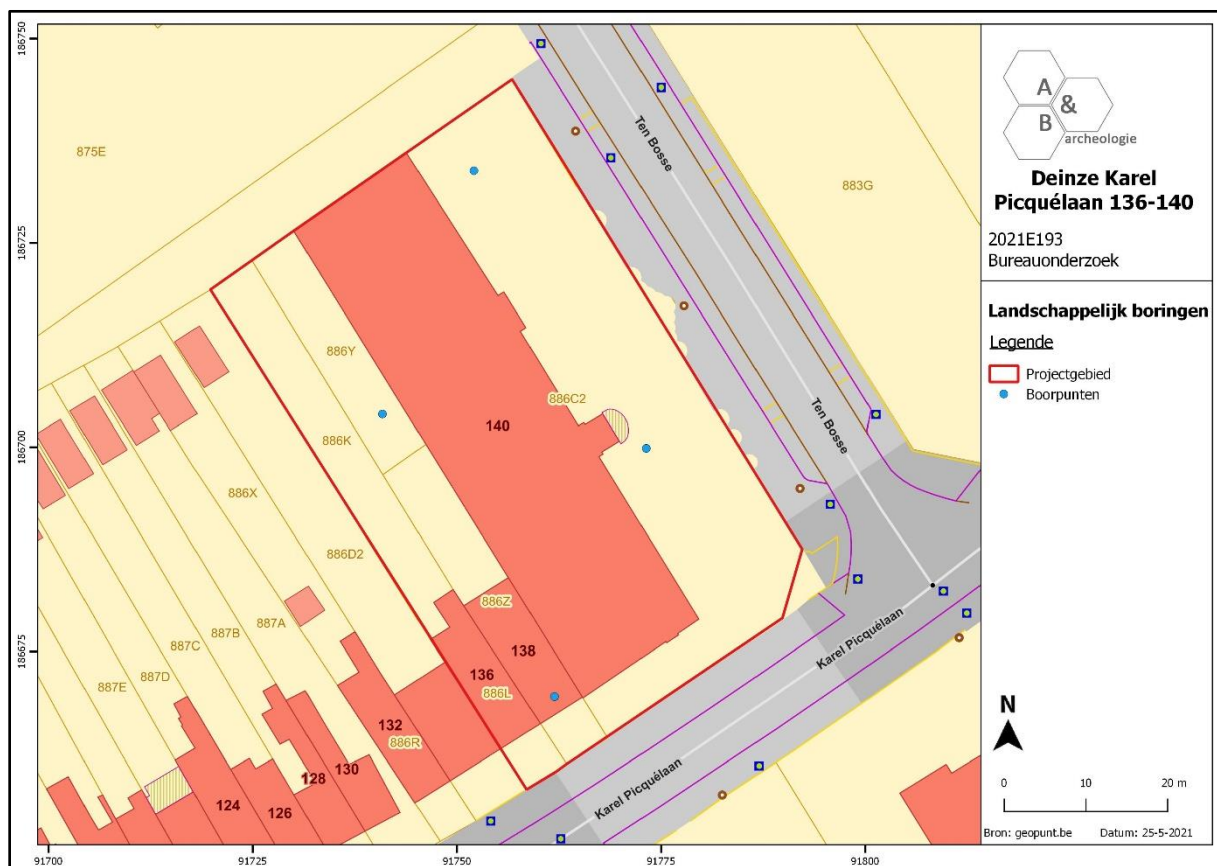 186750
186725
186700
186675
91700
91725
91750
91775
91800
875E
883G
886Y
886K
886C2
886X
886D2
886Z
886L
886R
887A
887B
887C
887D
887E
140
138
136
132
130
128
126
124
Ten Bosse
Ten Bosse
Karel Picquélaan
Karel Picquélaan
A
&
B
archeologie
Deinze Karel
Picquélaan 136-140
2021E193
Bureauonderzoek
Landschappelijk boringen
Legende
Projectgebied
Boorpunten
N
0 10 20 m
Bron: geopunt.be Datum: 25-5-2021